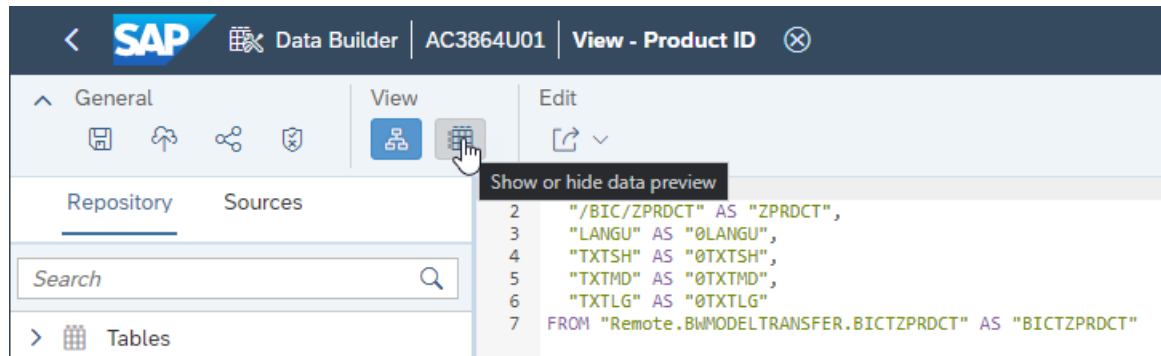 SAP Data Builder AC3864U01 View - Product ID
General View Edit
Show or hide data preview
Repository Sources
2 "/BIC/ZPRDCT" AS "ZPRDCT",
3 "LANGU" AS "0LANGU",
4 "TXTSH" AS "0TXTSH",
5 "TXTMD" AS "0TXTMD",
6 "TXTLG" AS "0TXTLG"
7 FROM "Remote.BWMODELTRANSFER.BICTZPRDCT" AS "BICTZPRDCT"
Search
Tables